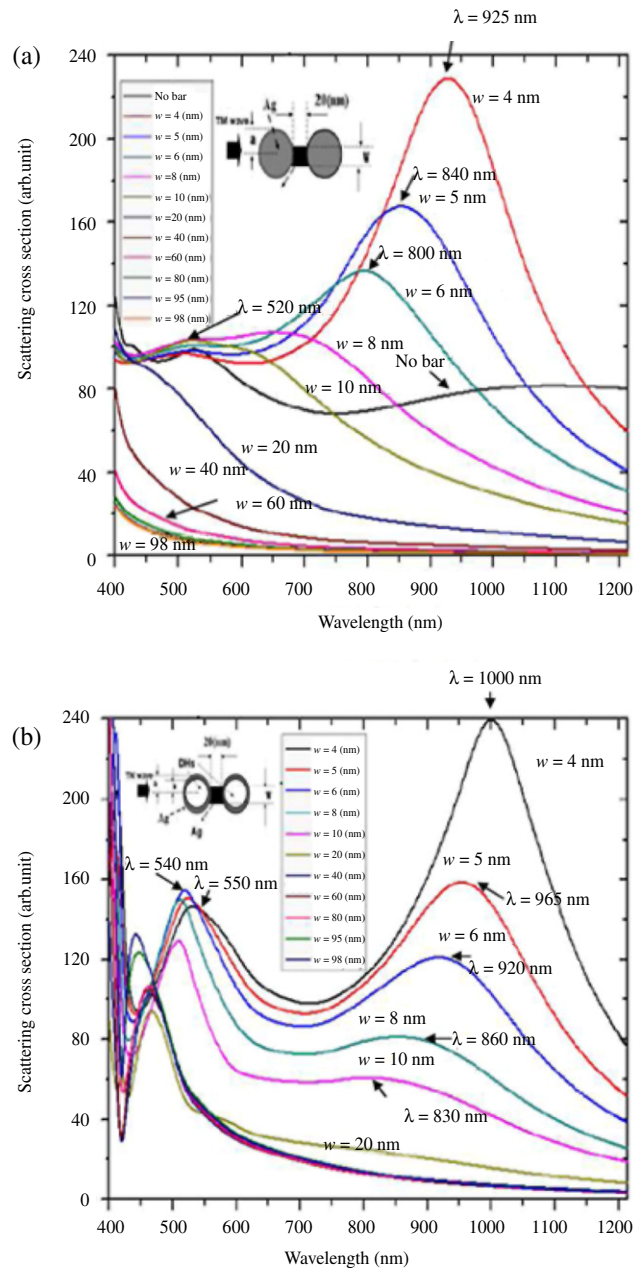 (a)
λ = 925 nm
240
200
160
120
80
40
0
Scattering cross section (arb.unit)
No bar
w = 4 (nm)
w = 5 (nm)
w = 6 (nm)
w =8 (nm)
w = 10 (nm)
w =20 (nm)
w = 40 (nm)
w =60 (nm)
w = 80 (nm)
w = 95 (nm)
w = 98 (nm)
Ag
20(nm)
TM wave
a
w
w = 4 nm
λ = 840 nm
w = 5 nm
λ = 800 nm
w = 6 nm
λ = 520 nm
w = 8 nm
No bar
w = 10 nm
w = 20 nm
w = 40 nm
w = 60 nm
w = 98 nm
400 500 600 700 800 900 1000 1100 1200
Wavelength (nm)
(b)
λ = 1000 nm
240
200
160
120
80
40
0
Scattering cross section (arb.unit)
20(nm)
DHs
TM wave
w
Ag
Ag
w = 4 (nm)
w = 5 (nm)
w = 6 (nm)
w = 8 (nm)
w = 10 (nm)
w = 20 (nm)
w = 40 (nm)
w = 60 (nm)
w = 80 (nm)
w = 95 (nm)
w = 98 (nm)
w = 4 nm
λ = 540 nm
λ = 550 nm
w = 5 nm
λ = 965 nm
w = 6 nm
λ = 920 nm
w = 8 nm
λ = 860 nm
w = 10 nm
λ = 830 nm
w = 20 nm
400 500 600 700 800 900 1000 1100 1200
Wavelength (nm)